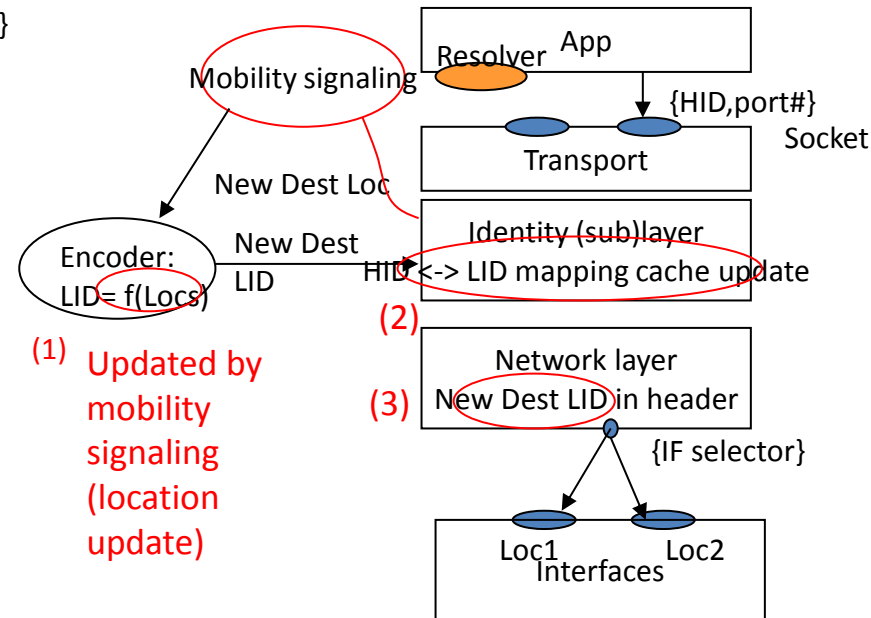 }
App
Resolver
Mobility signaling
{HID,port#}
Socket
Transport
New Dest Loc
Identity (sub)layer
HID <-> LID mapping cache update
New Dest
LID
Encoder:
LID= f(Locs)
(2)
(1)
Updated by
mobility
signaling
(location
update)
Network layer
New Dest LID in header
(3)
{IF selector}
Loc1
Loc2
Interfaces